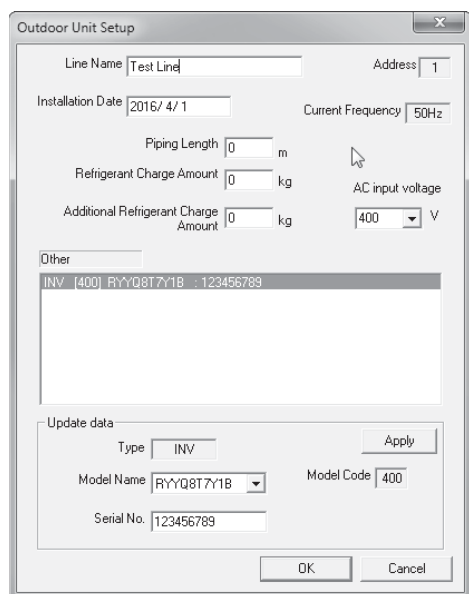 Outdoor Unit Setup
Line Name Test Line Address 1
Installation Date 2016/ 4/ 1 Current Frequency 50Hz
Piping Length 0 m
Refrigerant Charge Amount 0 kg AC input voltage
Additional Refrigerant Charge Amount 0 kg 400 V
Other
INV [400] RYYQ8T7Y1B : 123456789
Update data
Type INV Apply
Model Name RYYQ8T7Y1B Model Code 400
Serial No. 123456789
OK Cancel